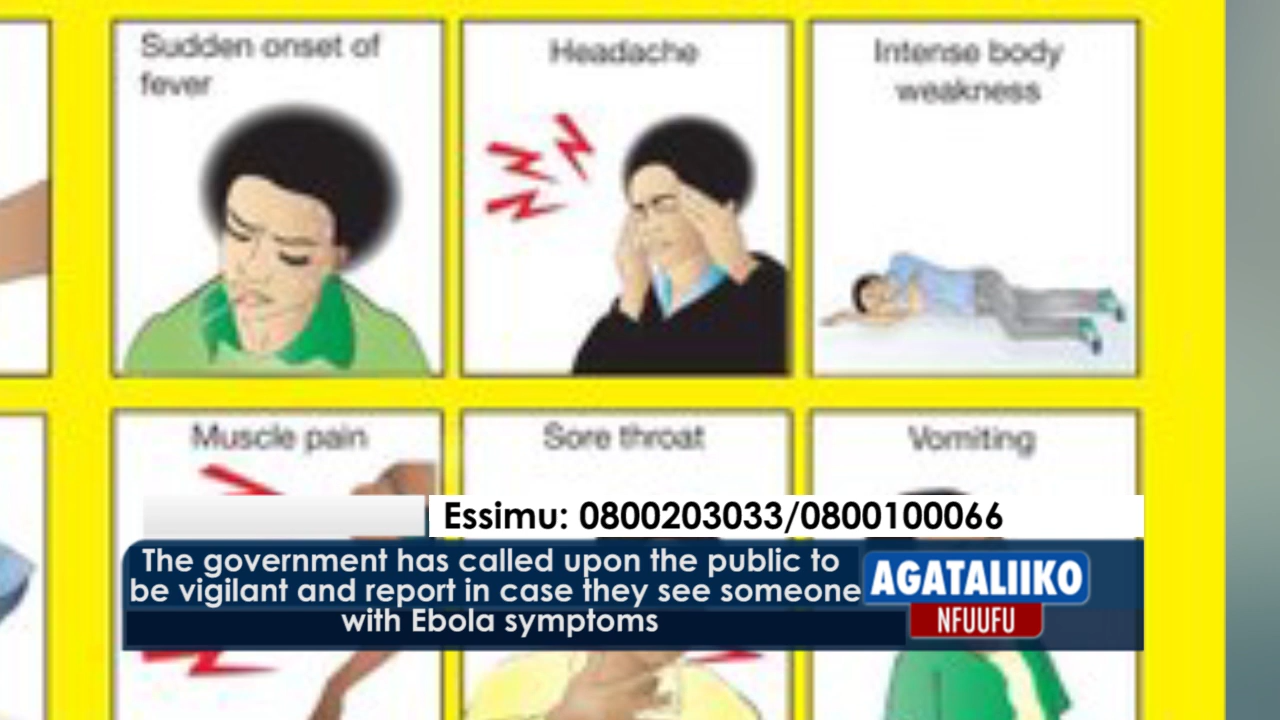 Sudden onset of
fever
Headache
Intense body
weakness
Muscle pain
Sore throat
Vomiting
Essimu: 0800203033/0800100066
The government has called upon the public to
be vigilant and report in case they see someone
with Ebola symptoms
AGATALIIKO
NFUUFU